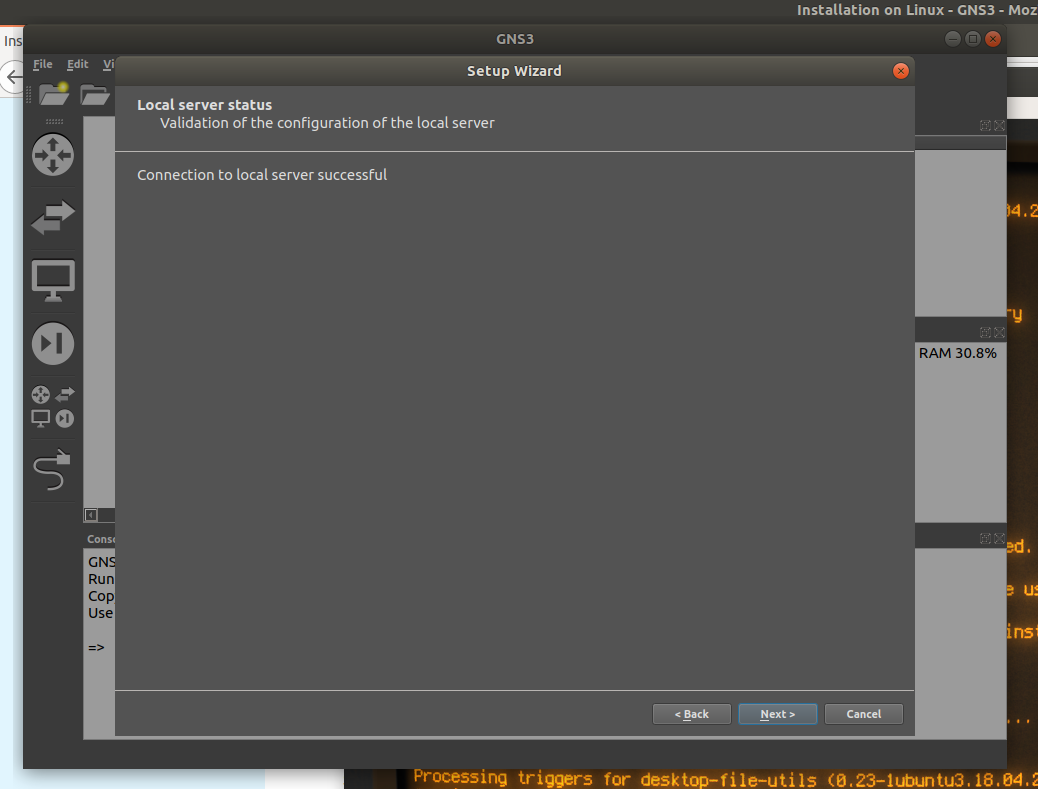 Installation on Linux - GNS3 - Moz
Ins
GNS3
File Edit Vi
Setup Wizard
Local server status
Validation of the configuration of the local server
Connection to local server successful
04.2
ry
RAM 30.8%
Conso
GNS
Run
Cop
Use
=>
ed.
e us
inst
...
< Back Next > Cancel
Processing triggers for desktop-file-utils (0.23-1ubuntu3.18.04.2